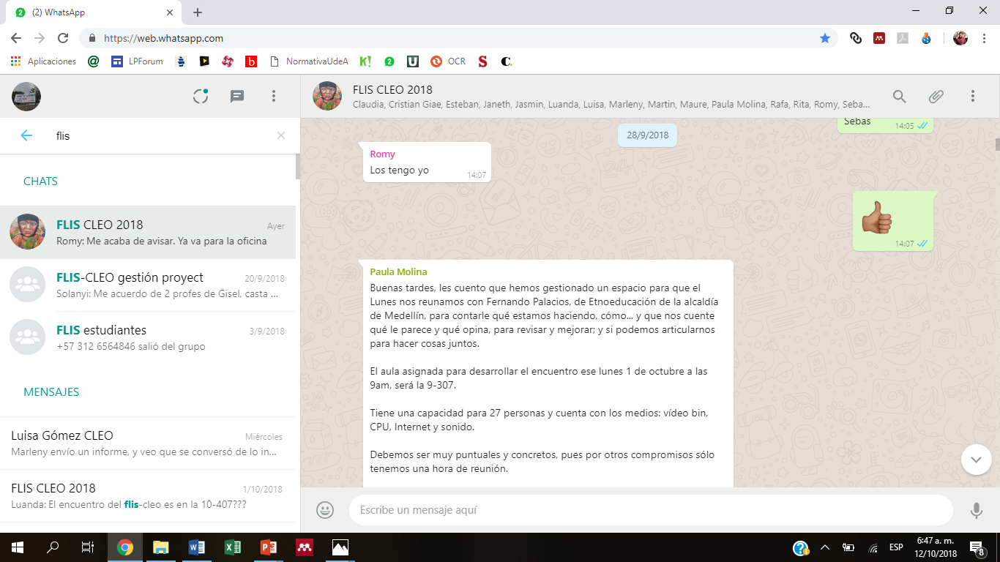 (2) WhatsApp
https://web.whatsapp.com
Aplicaciones
LPForum
b
NormativaUdeA
K!
2
U
OCR
S
C.
FLIS CLEO 2018
Claudia, Cristian Giae, Esteban, Janeth, Jasmin, Luanda, Luisa, Marleny, Martin, Maure, Paula Molina, Rafa, Rita, Romy, Seba...
flis
CHATS
FLIS CLEO 2018
Ayer
Romy: Me acaba de avisar. Ya va para la oficina
FLIS-CLEO gestión proyect
20/9/2018
Solanyi: Me acuerdo de 2 profes de Gisel, casta ...
FLIS estudiantes
3/9/2018
+57 312 6564846 salió del grupo
MENSAJES
Luisa Gómez CLEO
Miércoles
Marleny envío un informe, y veo que se conversó de lo in...
FLIS CLEO 2018
1/10/2018
Luanda: El encuentro del flis-cleo es en la 10-407???
Sebas
14:05
28/9/2018
Romy
Los tengo yo
14:07
14:07
Paula Molina
Buenas tardes, les cuento que hemos gestionado un espacio para que el
Lunes nos reunamos con Fernando Palacios, de Etnoeducación de la alcaldía
de Medellín, para contarle qué estamos haciendo, cómo... y que nos cuente
qué le parece y qué opina, para revisar y mejorar; y si podemos articularnos
para hacer cosas juntos.
El aula asignada para desarrollar el encuentro ese lunes 1 de octubre a las
9am, será la 9-307.
Tiene una capacidad para 27 personas y cuenta con los medios: vídeo bin,
CPU, Internet y sonido.
Debemos ser muy puntuales y concretos, pues por otros compromisos sólo
tenemos una hora de reunión.
Escribe un mensaje aquí
ESP
6:47 a. m.
12/10/2018
8